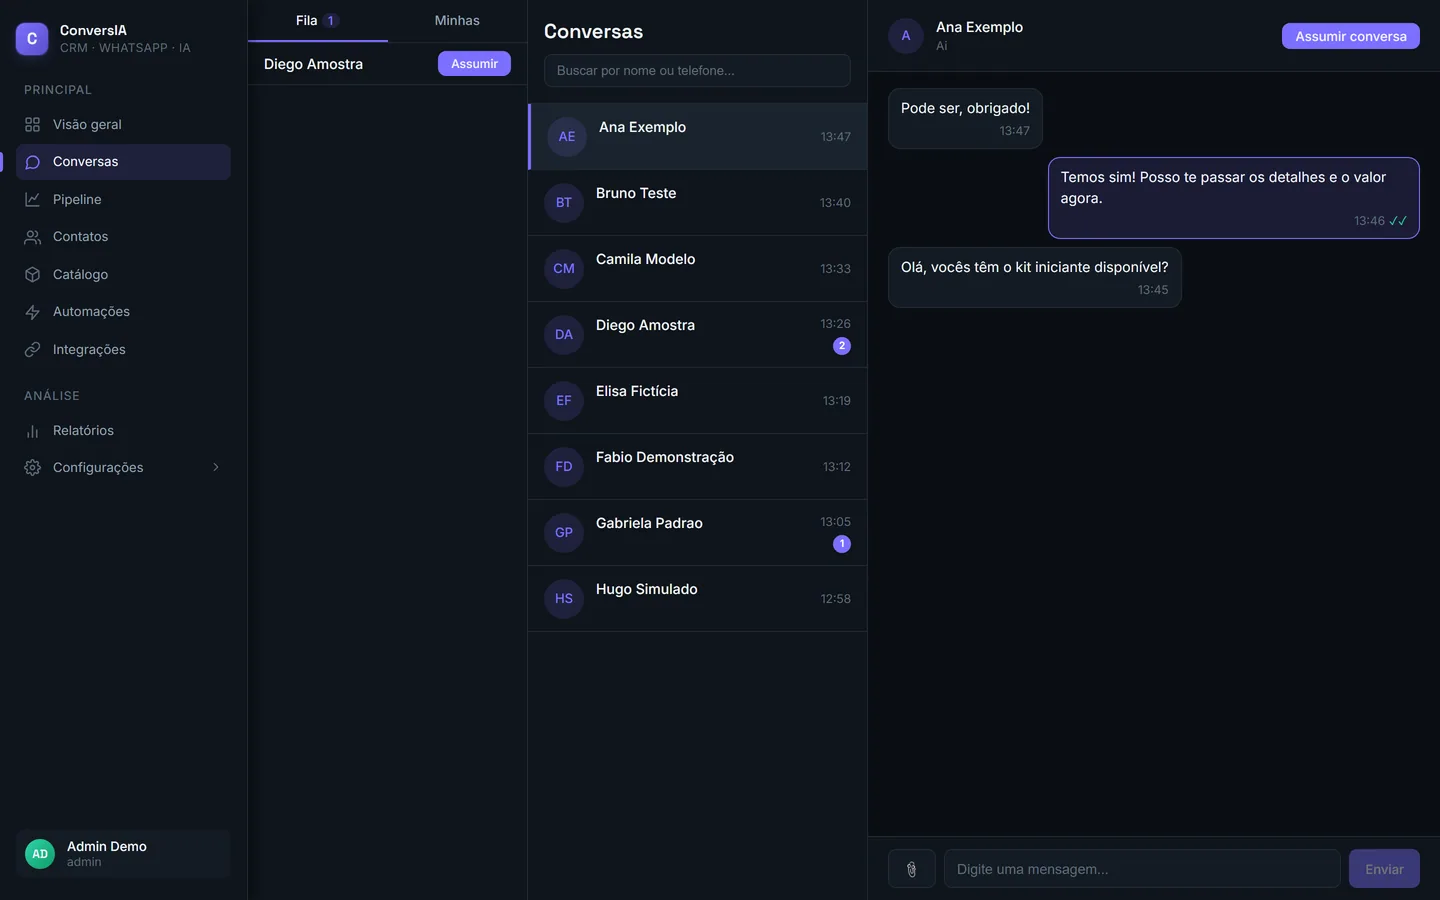 C
ConversIA
CRM · WHATSAPP · IA
PRINCIPAL
Visão geral
Conversas
Pipeline
Contatos
Catálogo
Automações
Integrações
ANÁLISE
Relatórios
Configurações
AD
Admin Demo
admin
Fila 1
Minhas
Diego Amostra
Assumir
Conversas
Buscar por nome ou telefone...
AE
Ana Exemplo
13:47
BT
Bruno Teste
13:40
CM
Camila Modelo
13:33
DA
Diego Amostra
13:26
2
EF
Elisa Fictícia
13:19
FD
Fabio Demonstração
13:12
GP
Gabriela Padrao
13:05
1
HS
Hugo Simulado
12:58
A
Ana Exemplo
Ai
Assumir conversa
Pode ser, obrigado!
13:47
Temos sim! Posso te passar os detalhes e o valor
agora.
13:46
Olá, vocês têm o kit iniciante disponível?
13:45
Digite uma mensagem...
Enviar